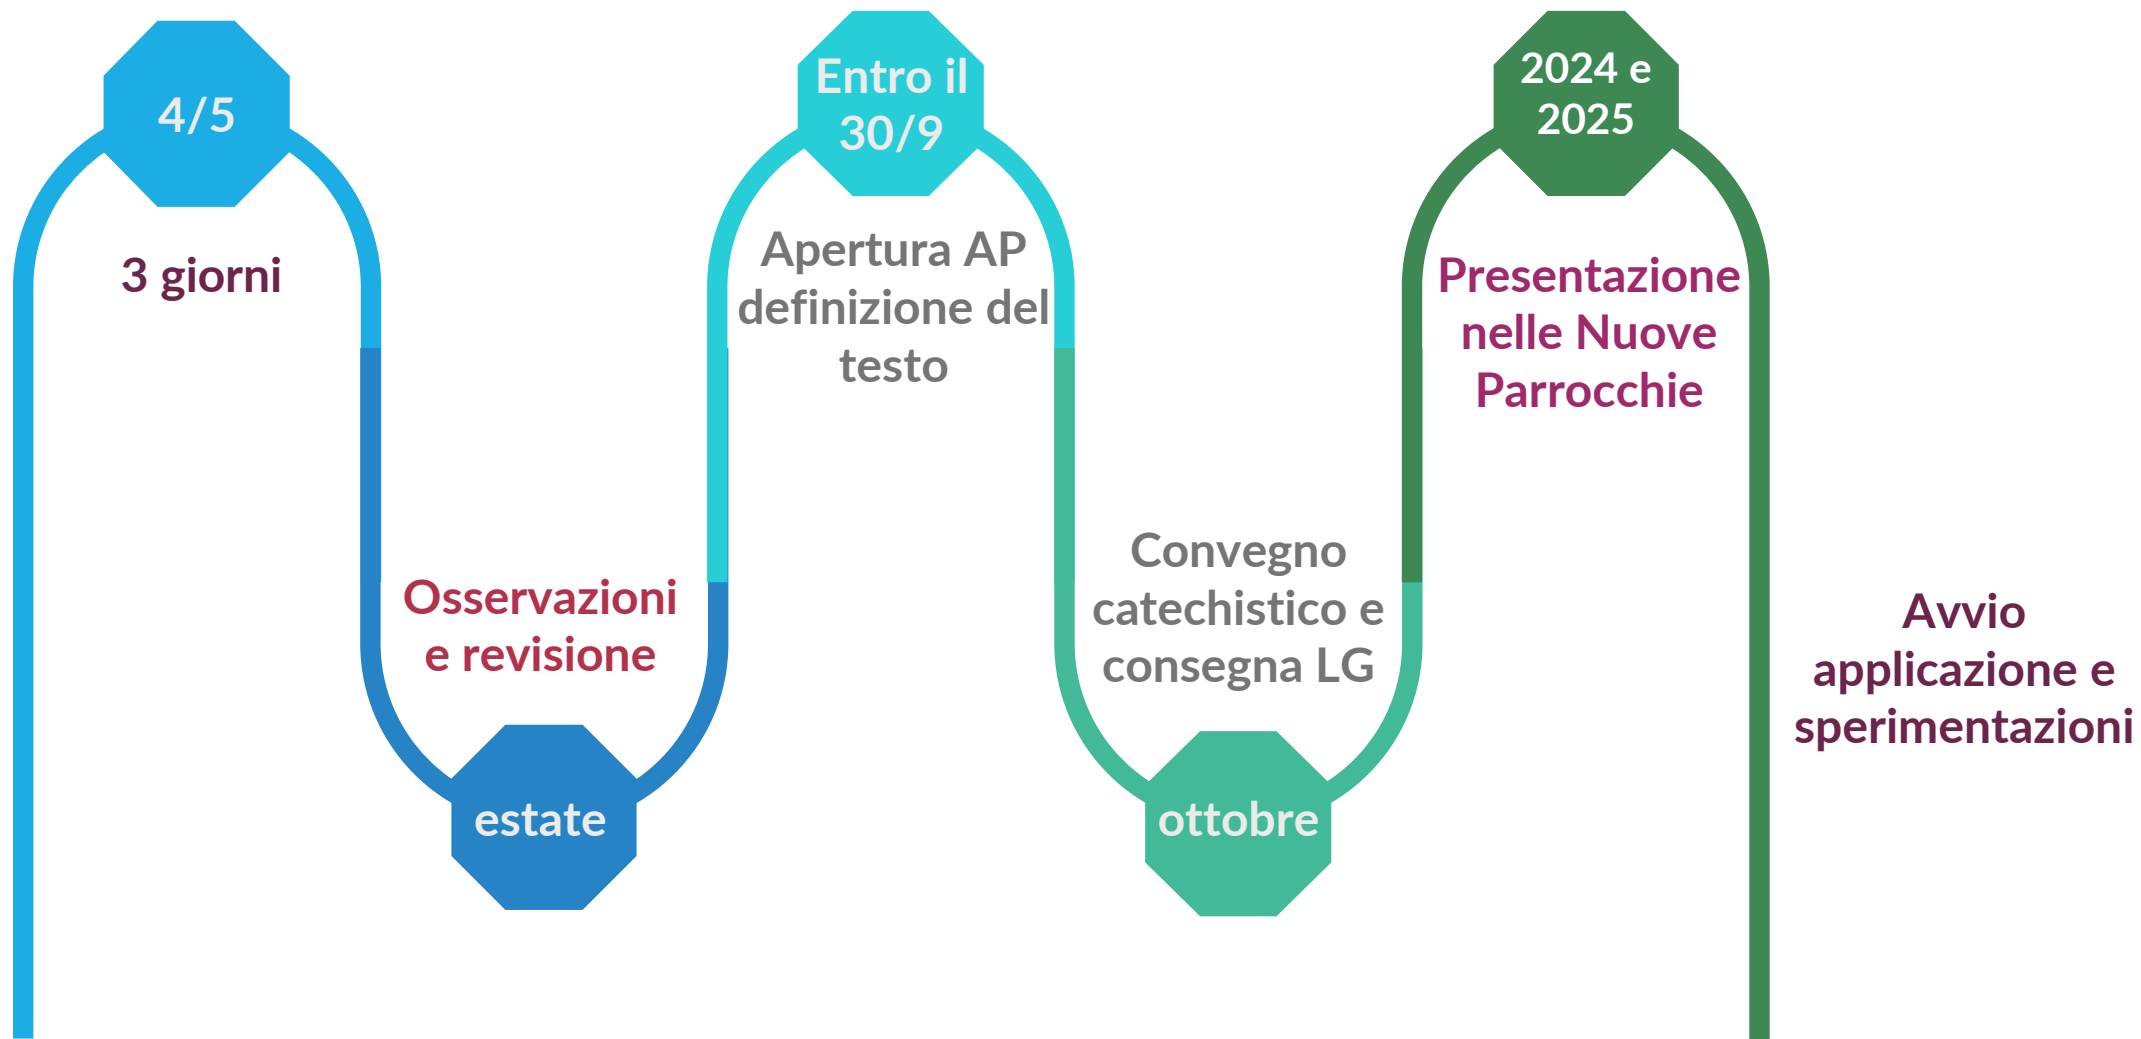 4/5
3 giorni
Osservazioni
e revisione
estate
Entro il
30/9
Apertura AP
definizione del
testo
Convegno
catechistico e
consegna LG
ottobre
2024 e
2025
Presentazione
nelle Nuove
Parrocchie
Avvio
applicazione e
sperimentazioni